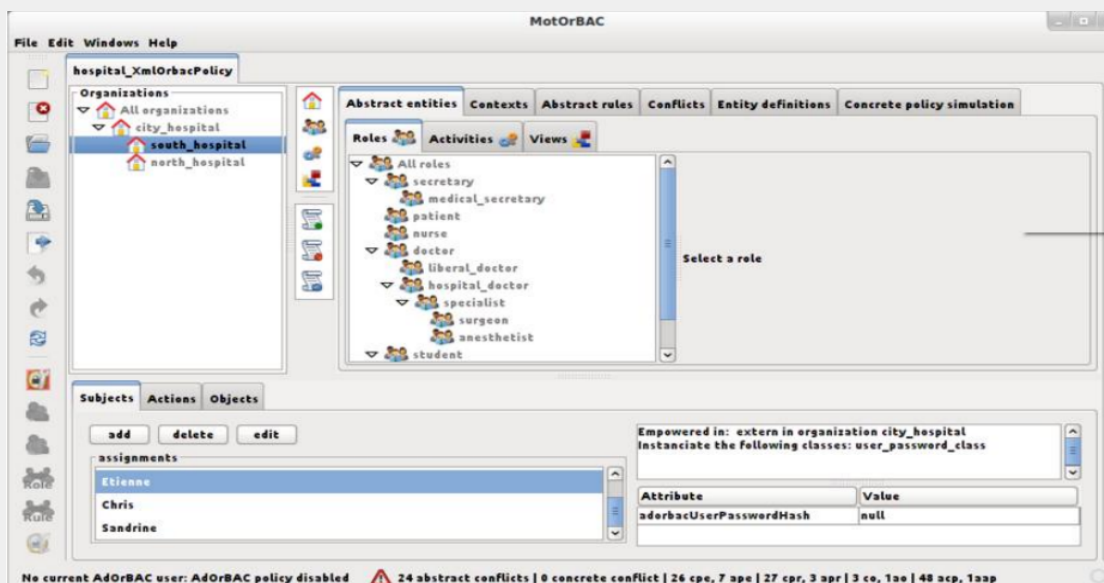 MotOrBAC
File Edit Windows Help
hospital_XmlOrbacPolicy
Organizations
All organizations
city_hospital
south_hospital
north_hospital
Abstract entities Contexts Abstract rules Conflicts Entity definitions Concrete policy simulation
Roles Activities Views
All roles
secretary
medical_secretary
patient
nurse
doctor
liberal_doctor
hospital_doctor
specialist
surgeon
anesthetist
student
Select a role
Subjects Actions Objects
add delete edit
assignments
Etienne
Chris
Sandrine
Empowered in: extern in organization city_hospital
Instanciate the following classes: user_password_class
Attribute Value
adorbacUserPasswordHash null
Role
Rule
No current AdOrBAC user: AdOrBAC policy disabled 24 abstract conflicts | 0 concrete conflict | 26 cpe, 7 ape | 27 cpr, 3 apr | 3 co, 1ao | 48 acp, 1aap